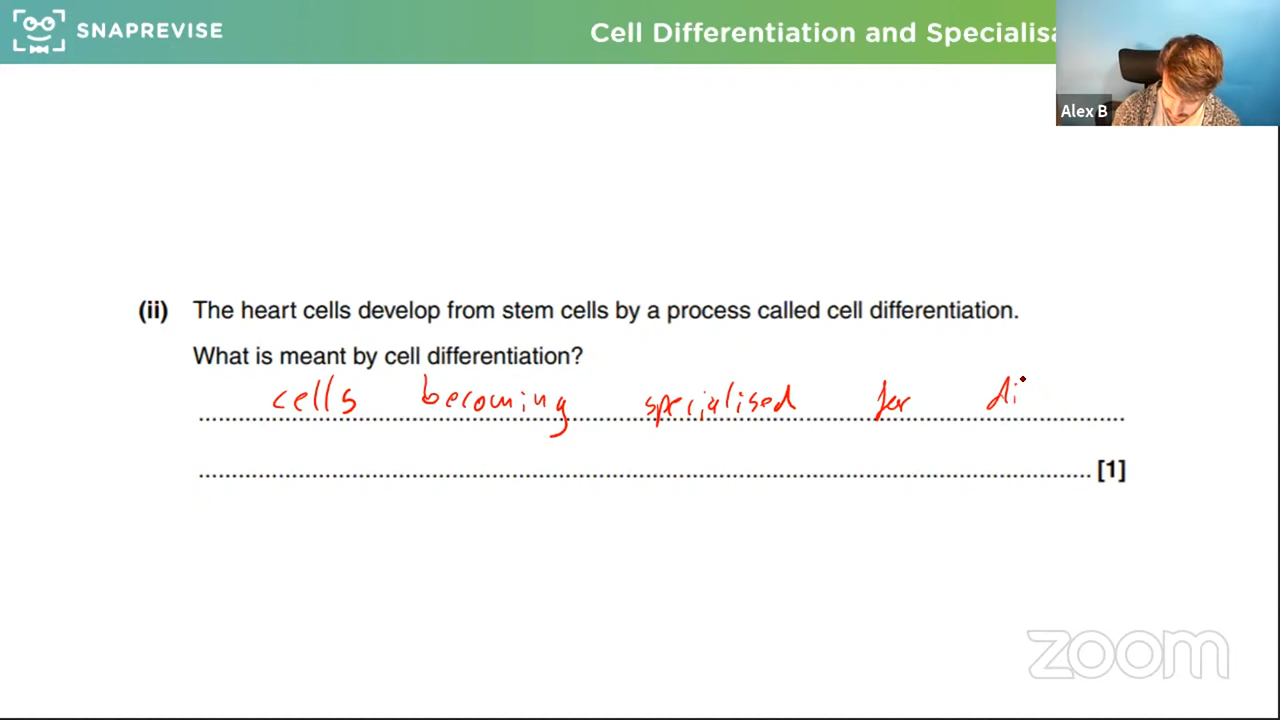 SNAPREVISE
Cell Differentiation and Specialisa
Alex B
(ii) The heart cells develop from stem cells by a process called cell differentiation.
What is meant by cell differentiation?
cells becoming specialised for di
[1]
zoom